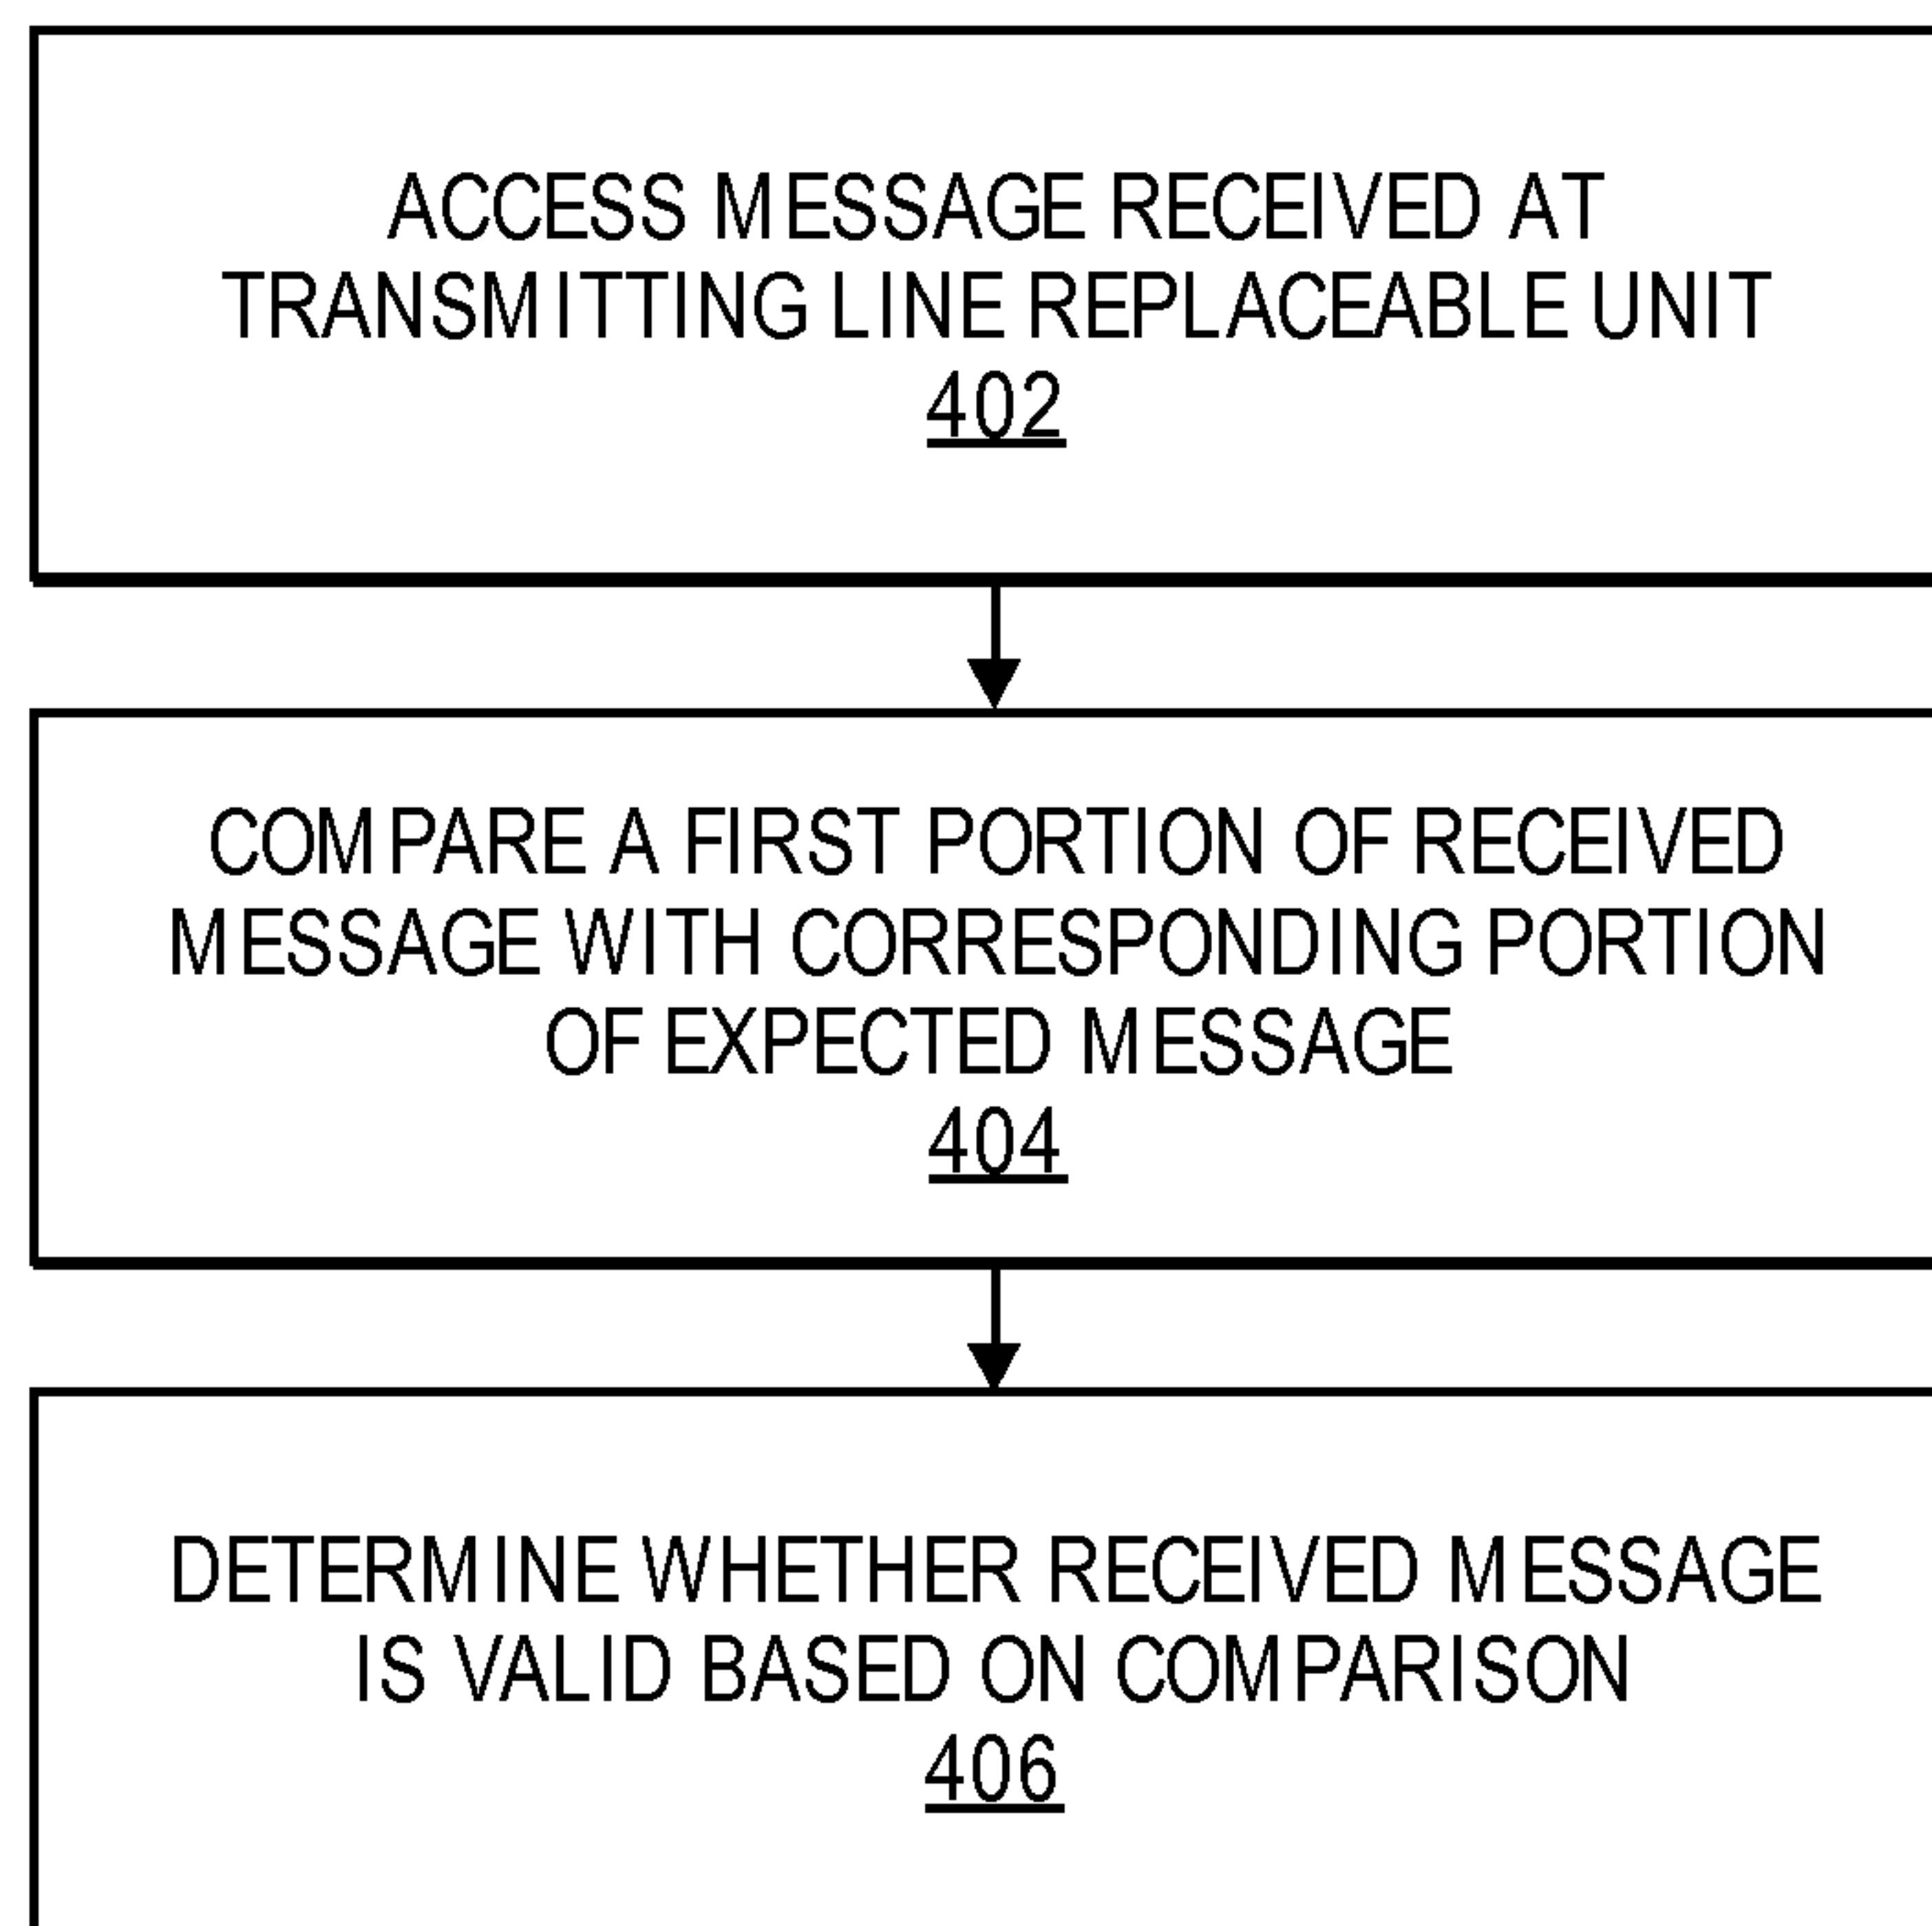 ACCESS MESSAGE RECEIVED AT
TRANSMITTING LINE REPLACEABLE UNIT
402
COMPARE A FIRST PORTION OF RECEIVED
MESSAGE WITH CORRESPONDING PORTION
OF EXPECTED MESSAGE
404
DETERMINE WHETHER RECEIVED MESSAGE
IS VALID BASED ON COMPARISON
406